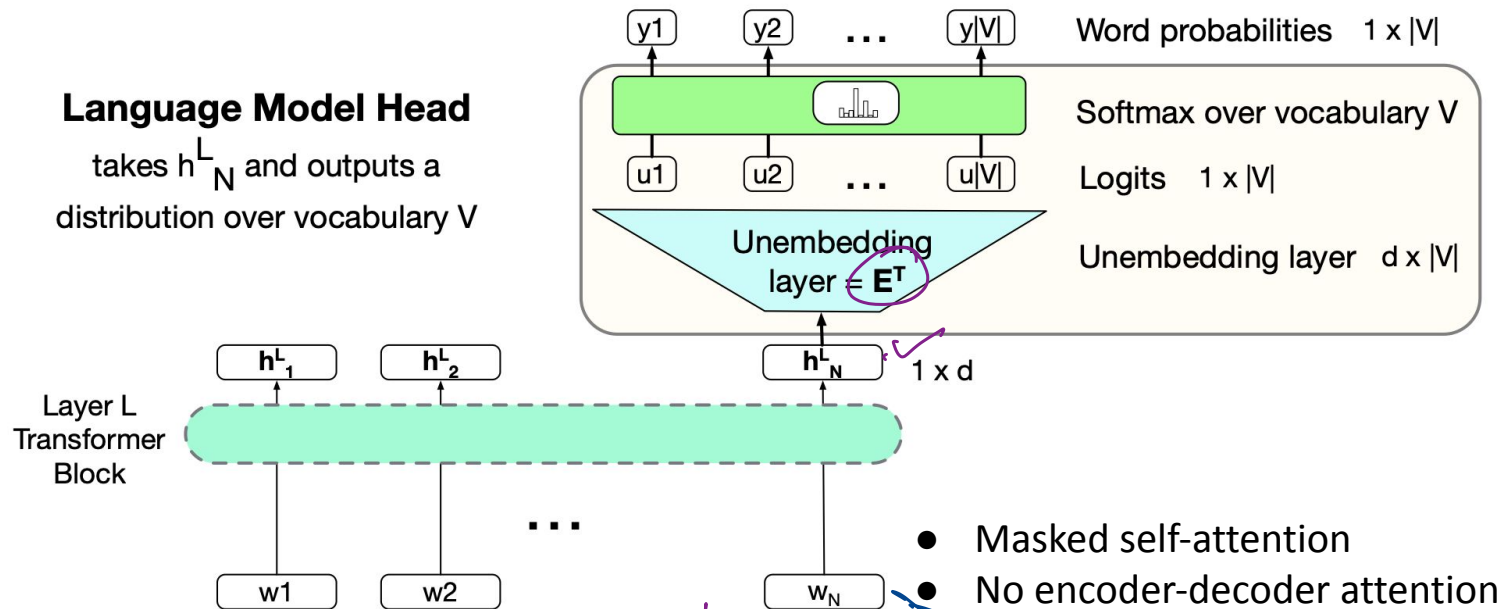 y1 y2 ... y|V| Word probabilities 1 x |V|
Language Model Head
takes h^L_N and outputs a
distribution over vocabulary V
Softmax over vocabulary V
u1 u2 ... u|V| Logits 1 x |V|
Unembedding
layer = E^T
Unembedding layer d x |V|
h^L_1 h^L_2 h^L_N 1 x d
Layer L
Transformer
Block
...
● Masked self-attention
● No encoder-decoder attention
w1 w2 w_N